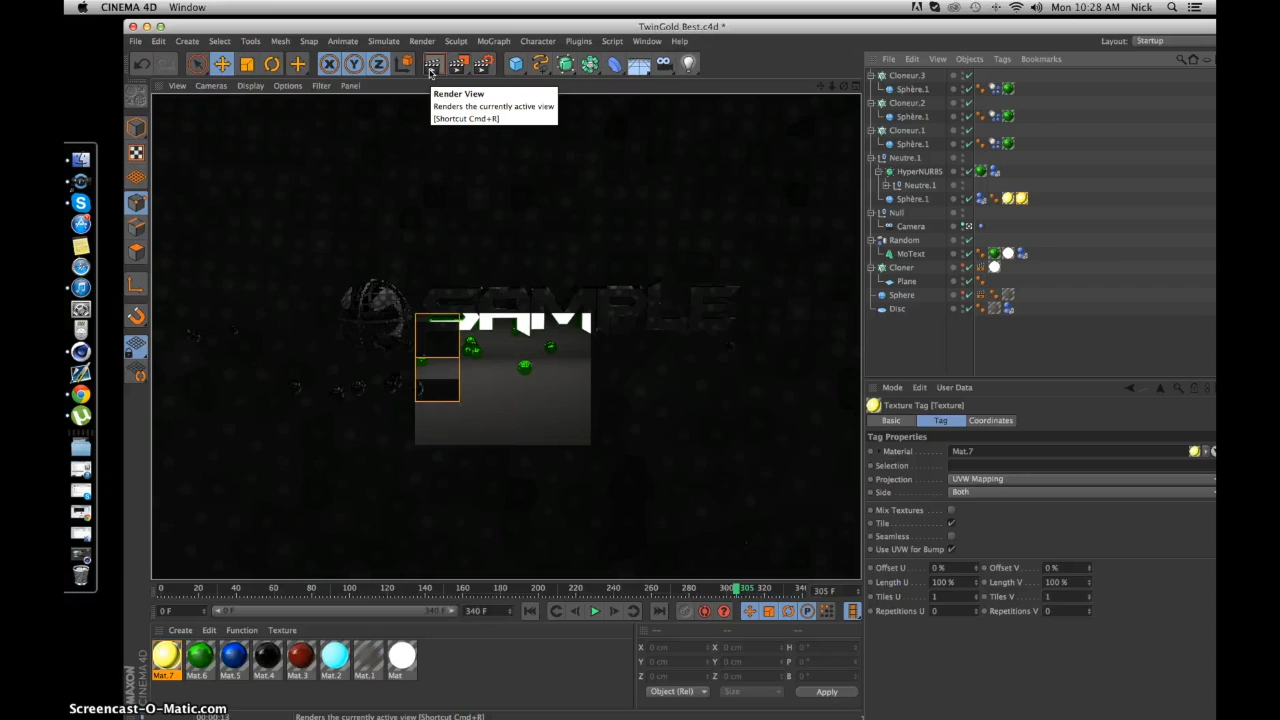 CINEMA 4D Window
Mon 10:28 AM Nick
TwinGold Best.c4d *
File Edit Create Select Tools Mesh Snap Animate Simulate Render Sculpt MoGraph Character Plugins Script Window Help
Layout: Startup
X Y Z
File Edit View Objects Tags Bookmarks
View Cameras Display Options Filter Panel
Render View
Renders the currently active view
[Shortcut Cmd+R]
Cloneur.3
Sphère.1
Cloneur.2
Sphère.1
Cloneur.1
Sphère.1
Neutre.1
HyperNURBS
Neutre.1
Sphère.1
Null
Camera
Random
MoText
Cloner
Plane
Sphere
Disc
SAMPLE
Mode Edit User Data
Texture Tag [Texture]
Basic Tag Coordinates
Tag Properties
Material Mat.7
Selection
Projection UVW Mapping
Side Both
Mix Textures
Tile
Seamless
Use UVW for Bump
Offset U 0 % Offset V 0 %
Length U 100 % Length V 100 %
Tiles U 1 Tiles V 1
Repetitions U 0 Repetitions V 0
0 20 40 60 80 100 120 140 160 180 200 220 240 260 280 300 305 320 34 305 F
0 F 0 F 340 F 340 F
Create Edit Function Texture
Mat.7 Mat.6 Mat.5 Mat.4 Mat.3 Mat.2 Mat.1 Mat
-- -- --
X 0 cm X 0 cm H 0 °
Y 0 cm Y 0 cm P 0 °
Z 0 cm Z 0 cm B 0 °
Object (Rel) Size Apply
MAXON
CINEMA 4D
Screencast-O-Matic.com
00:00:13 Renders the currently active view [Shortcut Cmd+R]